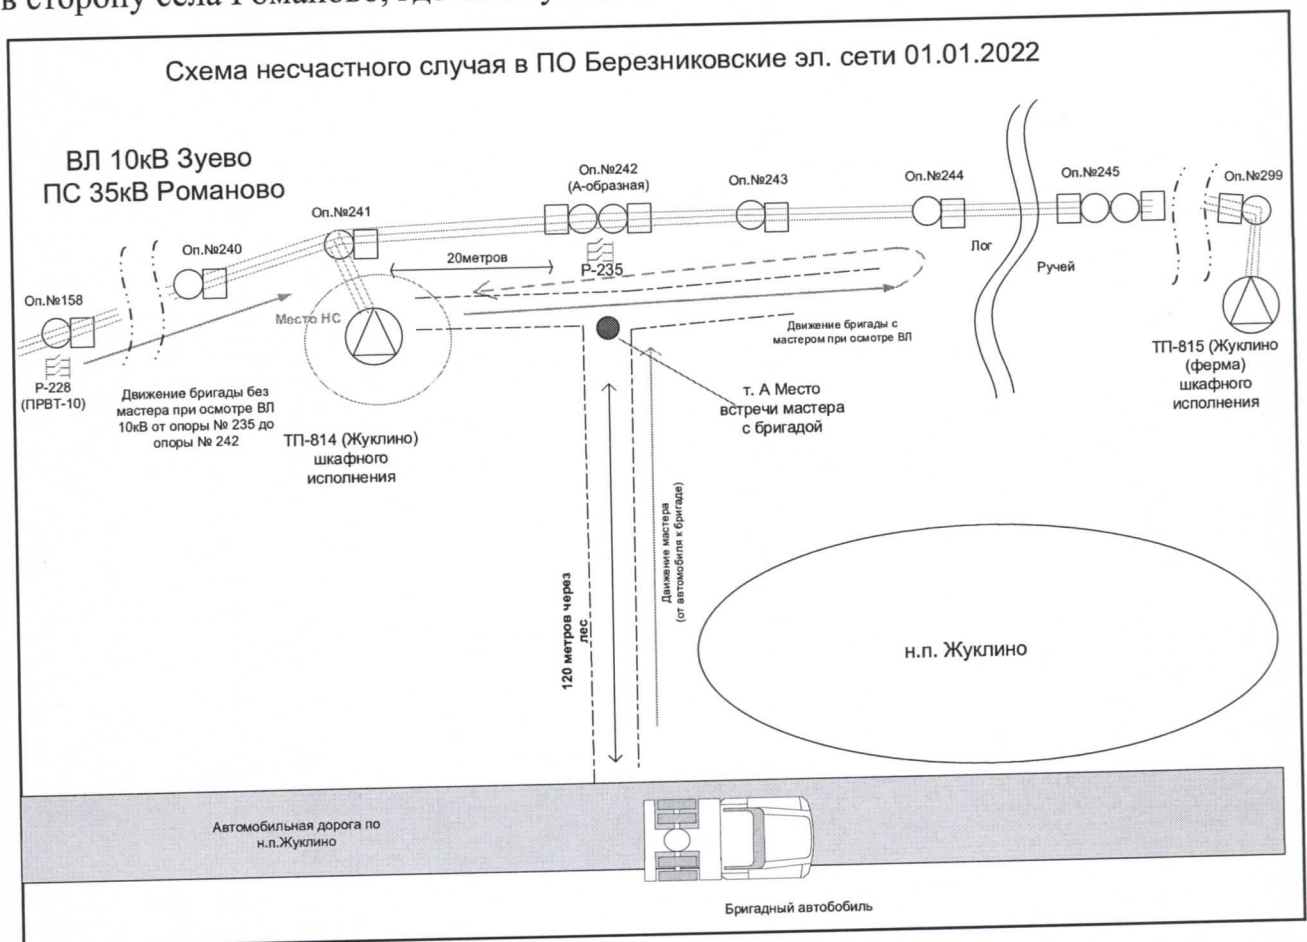 в сторону села Романово, где
Схема несчастного случая в ПО Березниковские эл. сети 01.01.2022
ВЛ 10кВ Зуево
ПС 35кВ Романово
Оп.№158
Оп.№240
Оп.№241
Оп.№242
(А-образная)
Оп.№243
Оп.№244
Оп.№245
Оп.№299
20метров
Р-235
Лог
Ручей
Место НС
Р-228
(ПРВТ-10)
Движение бригады без
мастера при осмотре ВЛ
10кВ от опоры № 235 до
опоры № 242
ТП-814 (Жуклино)
шкафного
исполнения
Движение бригады с
мастером при осмотре ВЛ
т. А Место
встречи мастера
с бригадой
ТП-815 (Жуклино
(ферма)
шкафного
исполнения
120 метров через
лес
Движение мастера
(от автомобиля к бригаде)
н.п. Жуклино
Автомобильная дорога по
н.п.Жуклино
Бригадный автобобиль